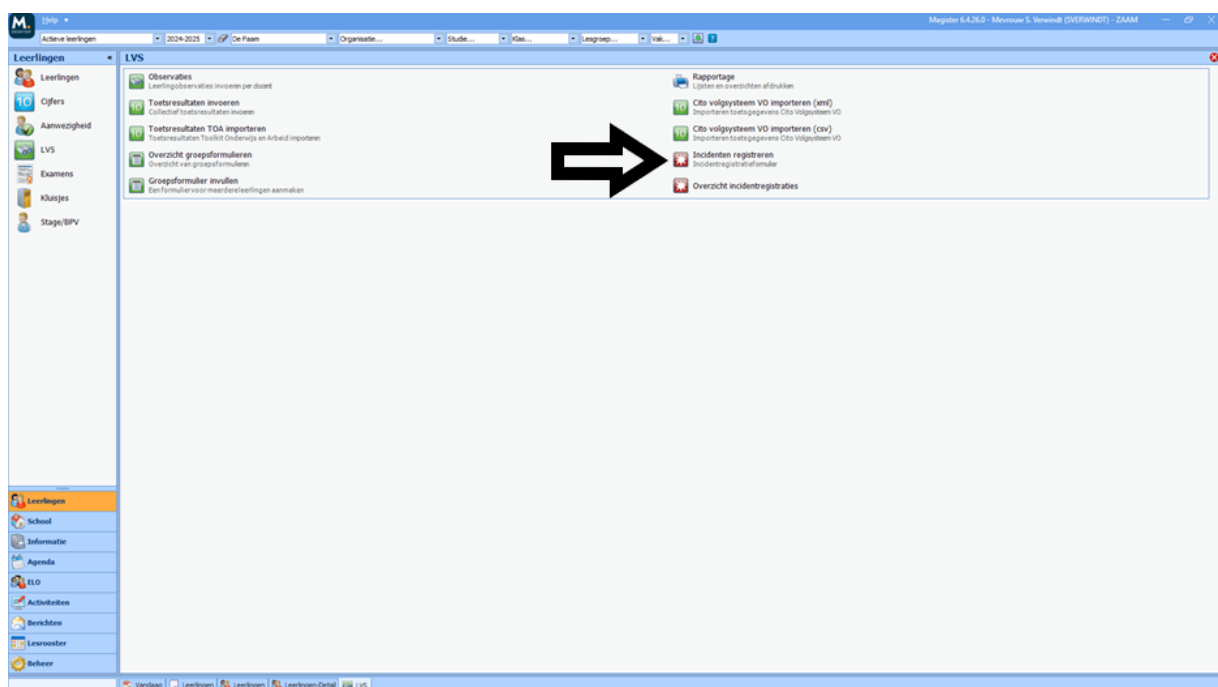 M.
Help
Magister 6.4.26.0 - Mevrouw S. Verwindt (SVERWINDT) - ZAAM
Actieve leerlingen
2024-2025
De Faam
Organisatie...
Studie...
Klas...
Lesgroep...
Vak...
Leerlingen
Leerlingen
Cijfers
Aanwezigheid
LVS
Examens
Kluisjes
Stage/BPV
LVS
Observaties
Leerlingobservaties invoeren per docent
Toetsresultaten invoeren
Collectief toetsresultaten invoeren
Toetsresultaten TOA importeren
Toetsresultaten Toolkit Onderwijs en Arbeid importeren
Overzicht groepsformulieren
Overzicht van groepsformulieren
Groepsformulier invullen
Een formulier voor meerdere leerlingen aanmaken
Rapportage
Lijsten en overzichten afdrukken
Cito volgsysteem VO importeren (xml)
Importeren toetsgegevens Cito Volgsysteem VO
Cito volgsysteem VO importeren (csv)
Importeren toetsgegevens Cito Volgsysteem VO
Incidenten registreren
Incidentregistratieformulier
Overzicht incidentregistraties
Leerlingen
School
Informatie
Agenda
ELO
Activiteiten
Berichten
Lesrooster
Beheer
Vandaag
Leerlingen
Leerlingen
Leerlingen-Detail
LVS